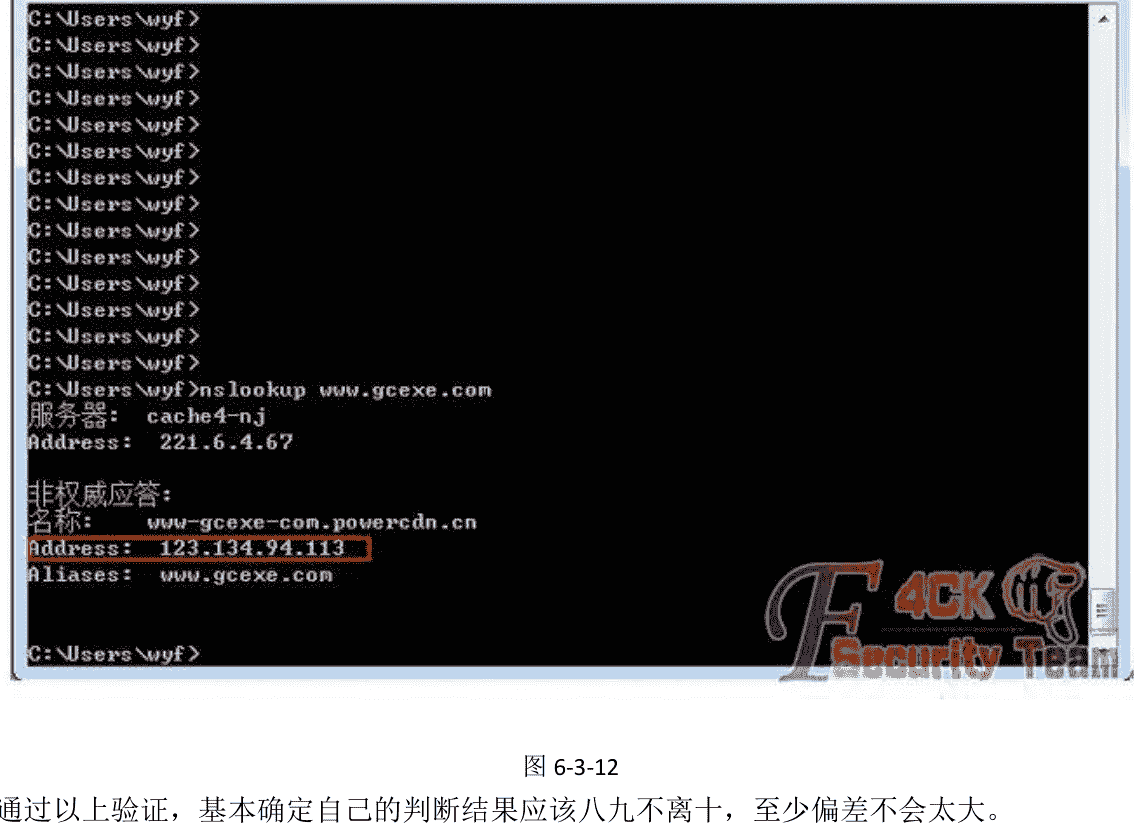 C:\Users\wyf>
C:\Users\wyf>
C:\Users\wyf>
C:\Users\wyf>
C:\Users\wyf>
C:\Users\wyf>
C:\Users\wyf>
C:\Users\wyf>
C:\Users\wyf>
C:\Users\wyf>
C:\Users\wyf>
C:\Users\wyf>
C:\Users\wyf>
C:\Users\wyf>
C:\Users\wyf>nslookup www.gcexe.com
服务器:  cache4-nj
Address:  221.6.4.67
非权威应答:
名称:    www-gcexe-com.powercdn.cn
Address:  123.134.94.113
Aliases:  www.gcexe.com
C:\Users\wyf>
F4CK
Security Team
图 6-3-12
通过以上验证，基本确定自己的判断结果应该八九不离十，至少偏差不会太大。